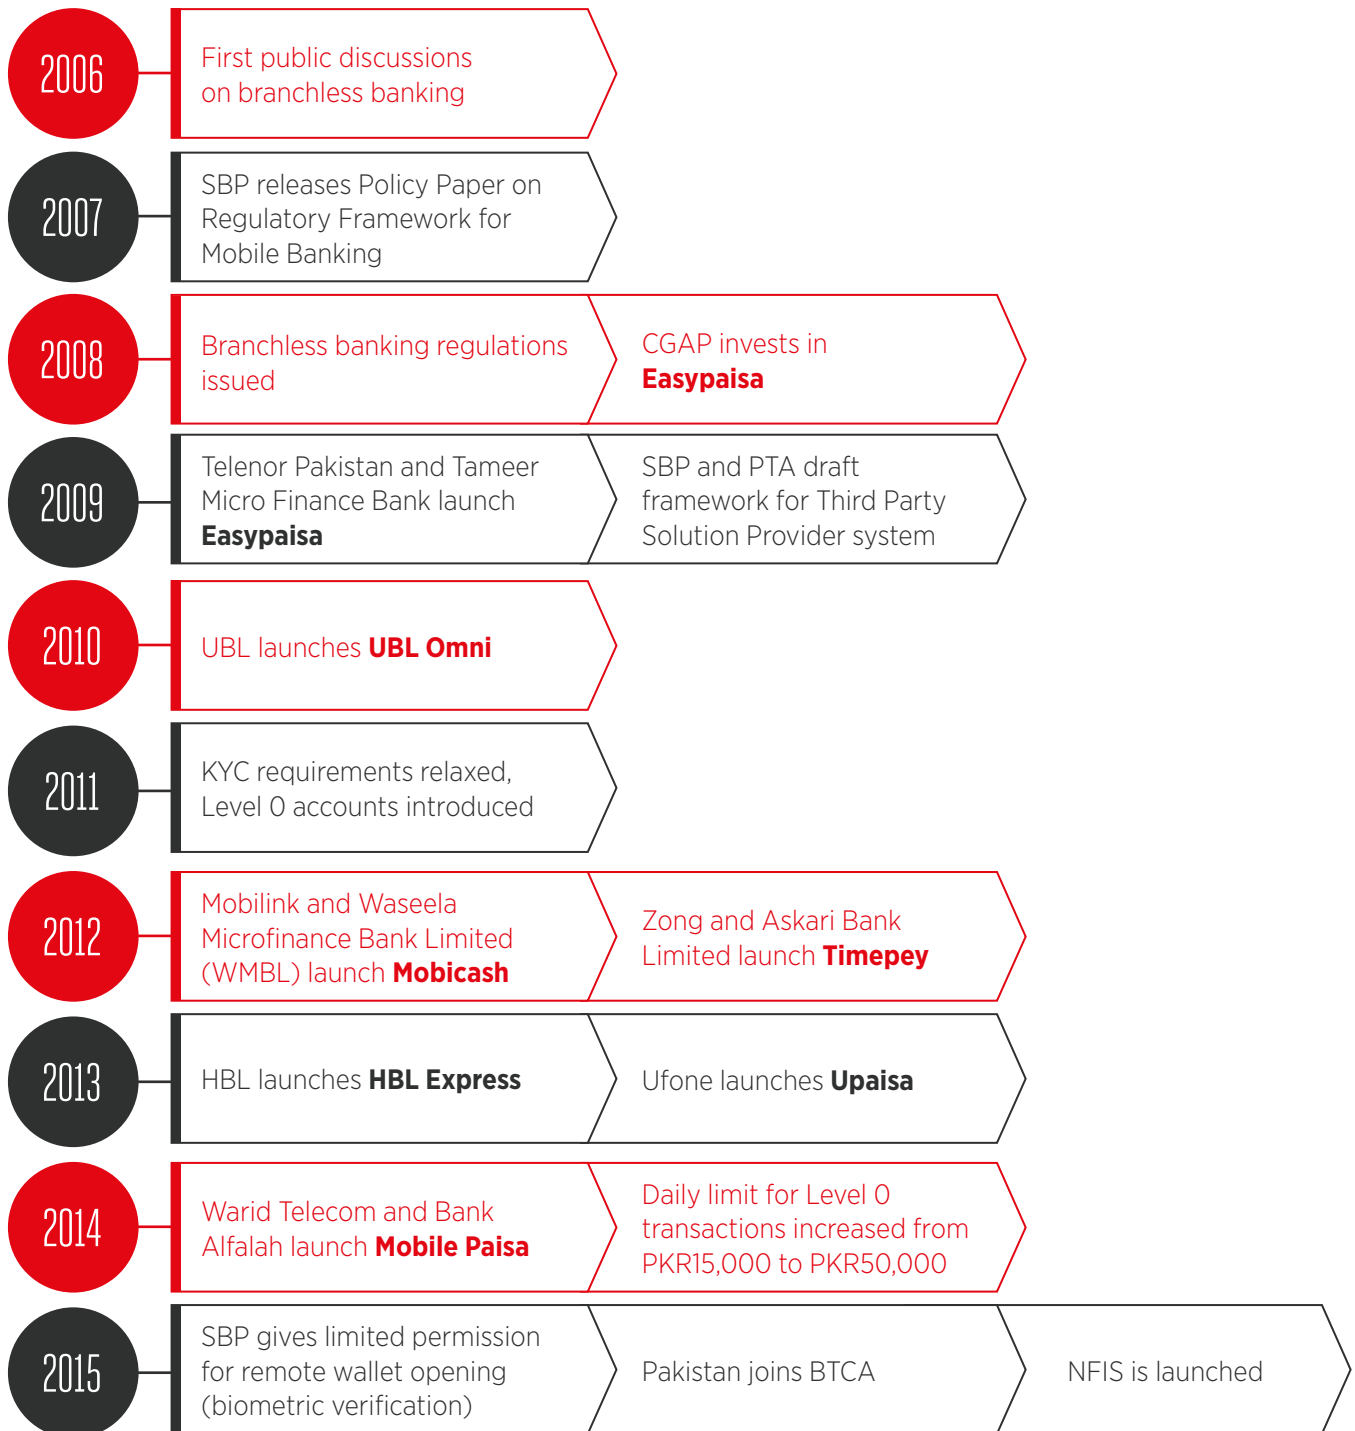 2006
First public discussions
on branchless banking
2007
SBP releases Policy Paper on
Regulatory Framework for
Mobile Banking
2008
Branchless banking regulations
issued
CGAP invests in
Easypaisa
2009
Telenor Pakistan and Tameer
Micro Finance Bank launch
Easypaisa
SBP and PTA draft
framework for Third Party
Solution Provider system
2010
UBL launches UBL Omni
2011
KYC requirements relaxed,
Level 0 accounts introduced
2012
Mobilink and Waseela
Microfinance Bank Limited
(WMBL) launch Mobicash
Zong and Askari Bank
Limited launch Timepey
2013
HBL launches HBL Express
Ufone launches Upaisa
2014
Warid Telecom and Bank
Alfalah launch Mobile Paisa
Daily limit for Level 0
transactions increased from
PKR15,000 to PKR50,000
2015
SBP gives limited permission
for remote wallet opening
(biometric verification)
Pakistan joins BTCA
NFIS is launched